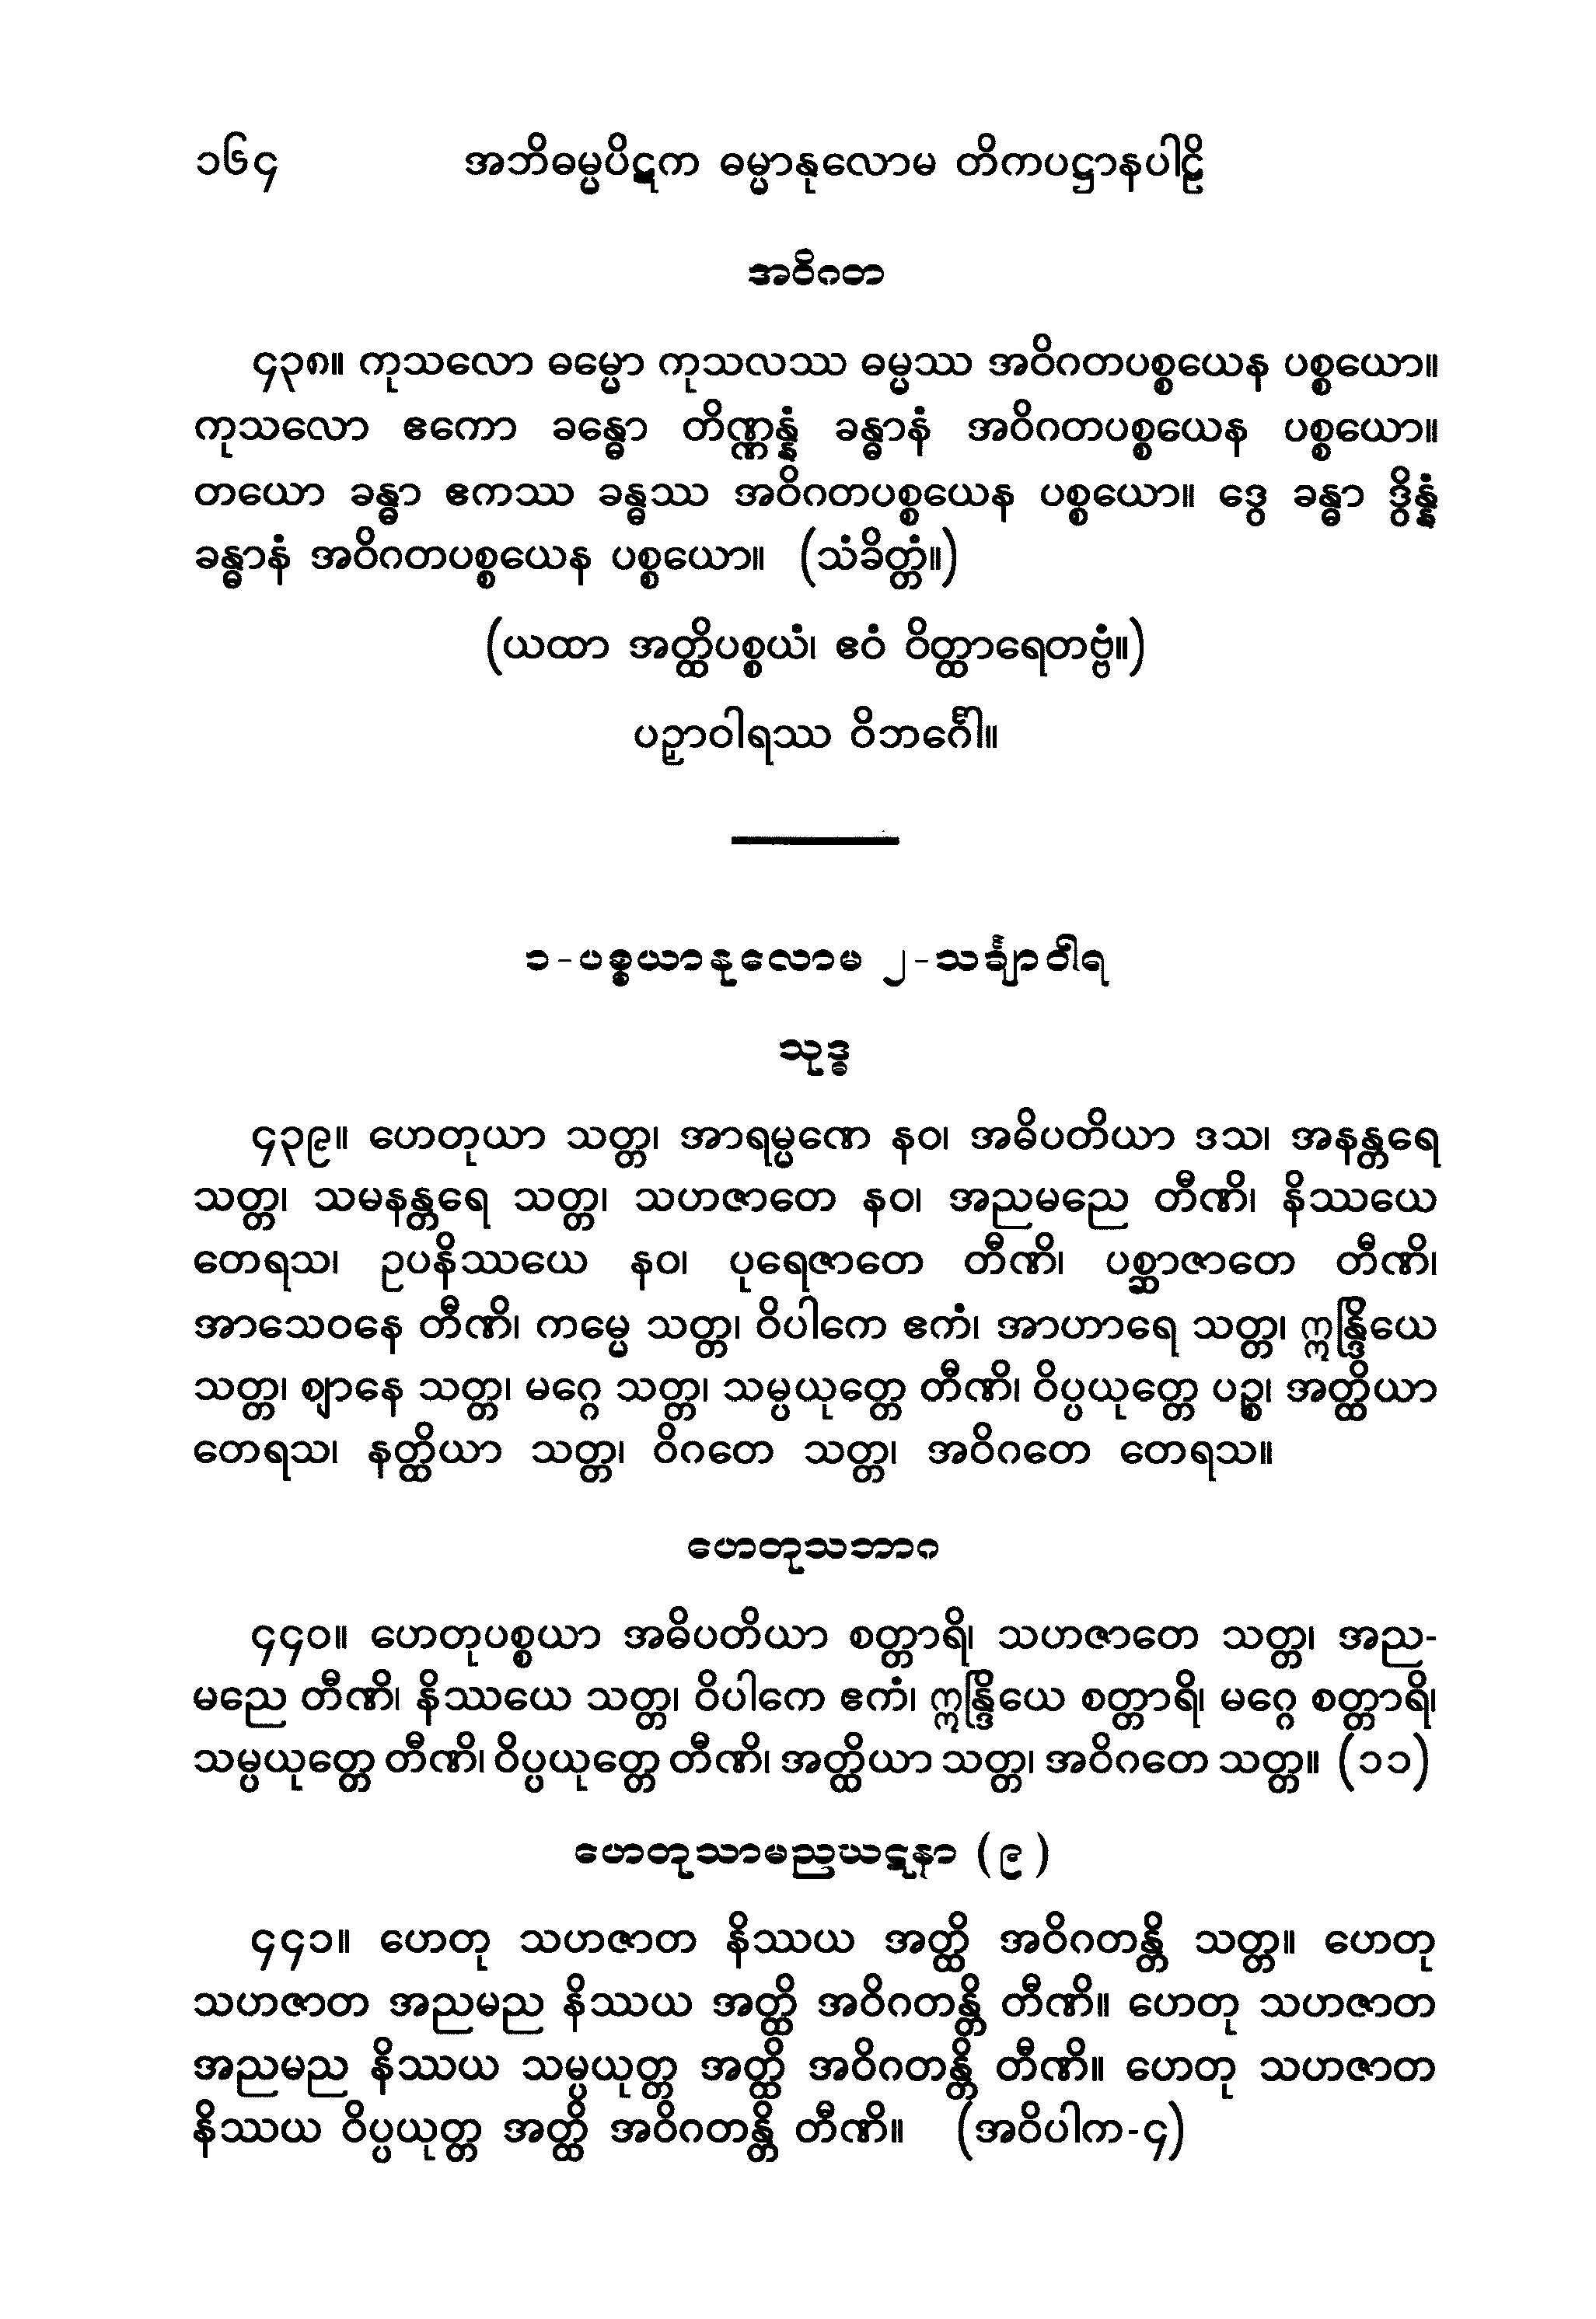 ၁၆၄ အဘိဓမ္မပိဋက ဓမ္မာနုလောမ တိကပဋ္ဌာနပါဠိ
အဝိဂတ
၄၃၈။ ကုသလော ဓမ္မော ကုသလဿ ဓမ္မဿ အဝိဂတပစ္စယေန ပစ္စယော။
ကုသလော ဧကော ခန္ဓော တိဏ္ဏန္နံ ခန္ဓာနံ အဝိဂတပစ္စယေန ပစ္စယော။
တယော ခန္ဓာ ဧကဿ ခန္ဓဿ အဝိဂတပစ္စယေန ပစ္စယော။ ဒွေ ခန္ဓာ ဒွိန္နံ
ခန္ဓာနံ အဝိဂတပစ္စယေန ပစ္စယော။ (သံခိတ္တံ။)
(ယထာ အတ္ထိပစ္စယံ၊ ဧဝံ ဝိတ္ထာရေတဗ္ဗံ။)
ပဉှာဝါရဿ ဝိဘင်္ဂေါ။
၁-ပစ္စယာနုလောမ ၂-သင်္ချာဝါရ
သုဒ္ဓ
၄၃၉။ ဟေတုယာ သတ္တ၊ အာရမ္မဏေ နဝ၊ အဓိပတိယာ ဒသ၊ အနန္တရေ
သတ္တ၊ သမနန္တရေ သတ္တ၊ သဟဇာတေ နဝ၊ အညမညေ တီဏိ၊ နိဿယေ
တေရသ၊ ဥပနိဿယေ နဝ၊ ပုရေဇာတေ တီဏိ၊ ပစ္ဆာဇာတေ တီဏိ၊
အာသေဝနေ တီဏိ၊ ကမ္မေ သတ္တ၊ ဝိပါကေ ဧကံ၊ အာဟာရေ သတ္တ၊ ဣန္ဒြိယေ
သတ္တ၊ ဈာနေ သတ္တ၊ မဂ္ဂေ သတ္တ၊ သမ္ပယုတ္တေ တီဏိ၊ ဝိပ္ပယုတ္တေ ပဉ္စ၊ အတ္ထိယာ
တေရသ၊ နတ္ထိယာ သတ္တ၊ ဝိဂတေ သတ္တ၊ အဝိဂတေ တေရသ။
ဟေတုသဘာဂ
၄၄၀။ ဟေတုပစ္စယာ အဓိပတိယာ စတ္တာရိ၊ သဟဇာတေ သတ္တ၊ အည-
မညေ တီဏိ၊ နိဿယေ သတ္တ၊ ဝိပါကေ ဧကံ၊ ဣန္ဒြိယေ စတ္တာရိ၊ မဂ္ဂေ စတ္တာရိ၊
သမ္ပယုတ္တေ တီဏိ၊ ဝိပ္ပယုတ္တေ တီဏိ၊ အတ္ထိယာ သတ္တ၊ အဝိဂတေ သတ္တ။ (၁၁)
ဟေတုသာမညဃဋနာ (၉)
၄၄၁။ ဟေတု သဟဇာတ နိဿယ အတ္ထိ အဝိဂတန္တိ သတ္တ။ ဟေတု
သဟဇာတ အညမည နိဿယ အတ္ထိ အဝိဂတန္တိ တီဏိ။ ဟေတု သဟဇာတ
အညမည နိဿယ သမ္ပယုတ္တ အတ္ထိ အဝိဂတန္တိ တီဏိ။ ဟေတု သဟဇာတ
နိဿယ ဝိပ္ပယုတ္တ အတ္ထိ အဝိဂတန္တိ တီဏိ။ (အဝိပါက-၄)